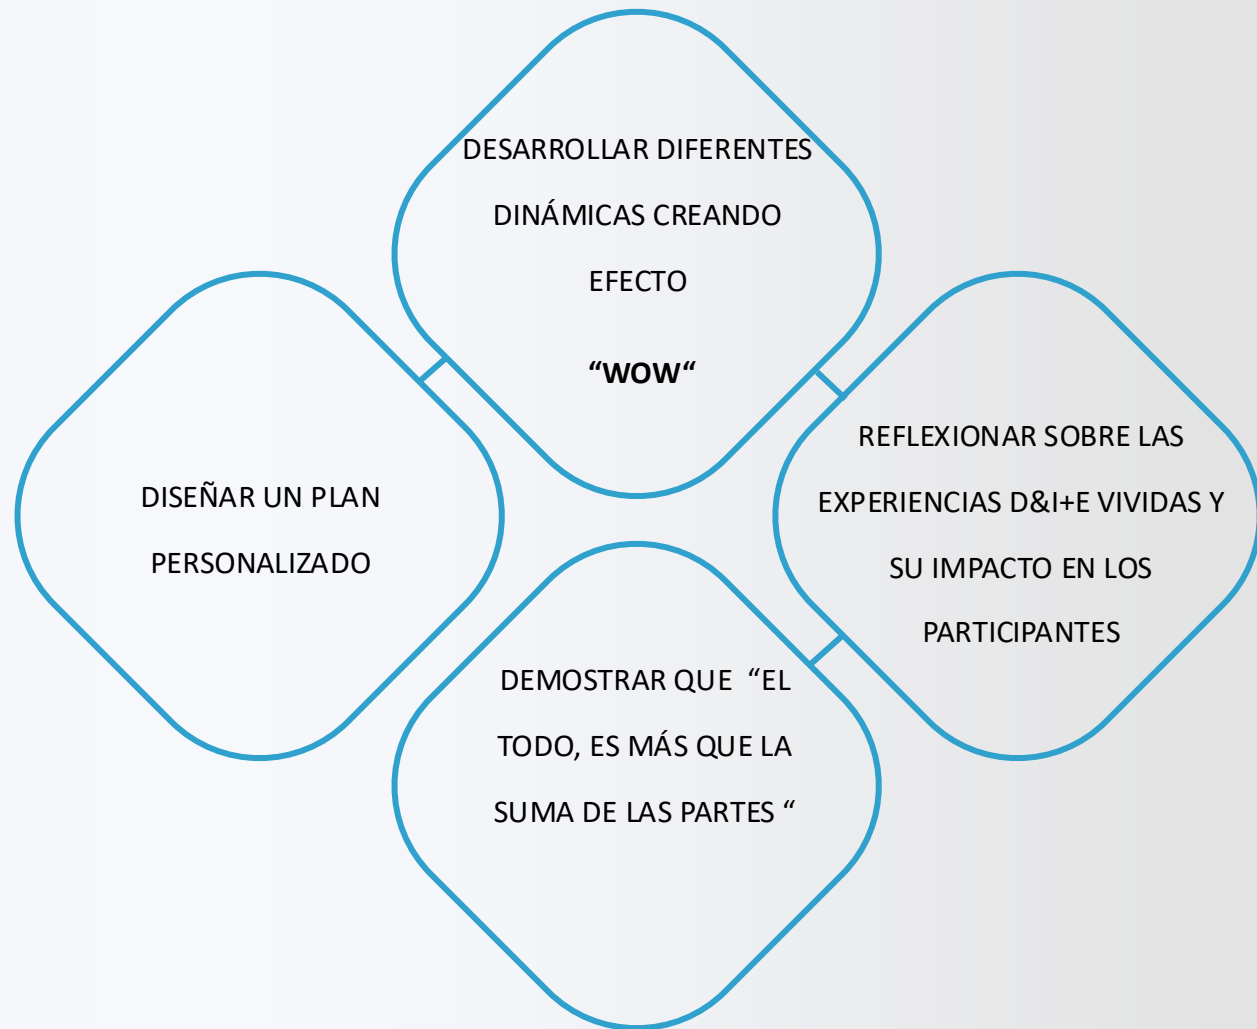 DESARROLLAR DIFERENTES
DINÁMICAS CREANDO
EFECTO
“WOW“
DISEÑAR UN PLAN
PERSONALIZADO
REFLEXIONAR SOBRE LAS
EXPERIENCIAS D&I+E VIVIDAS Y
SU IMPACTO EN LOS
PARTICIPANTES
DEMOSTRAR QUE “EL
TODO, ES MÁS QUE LA
SUMA DE LAS PARTES “